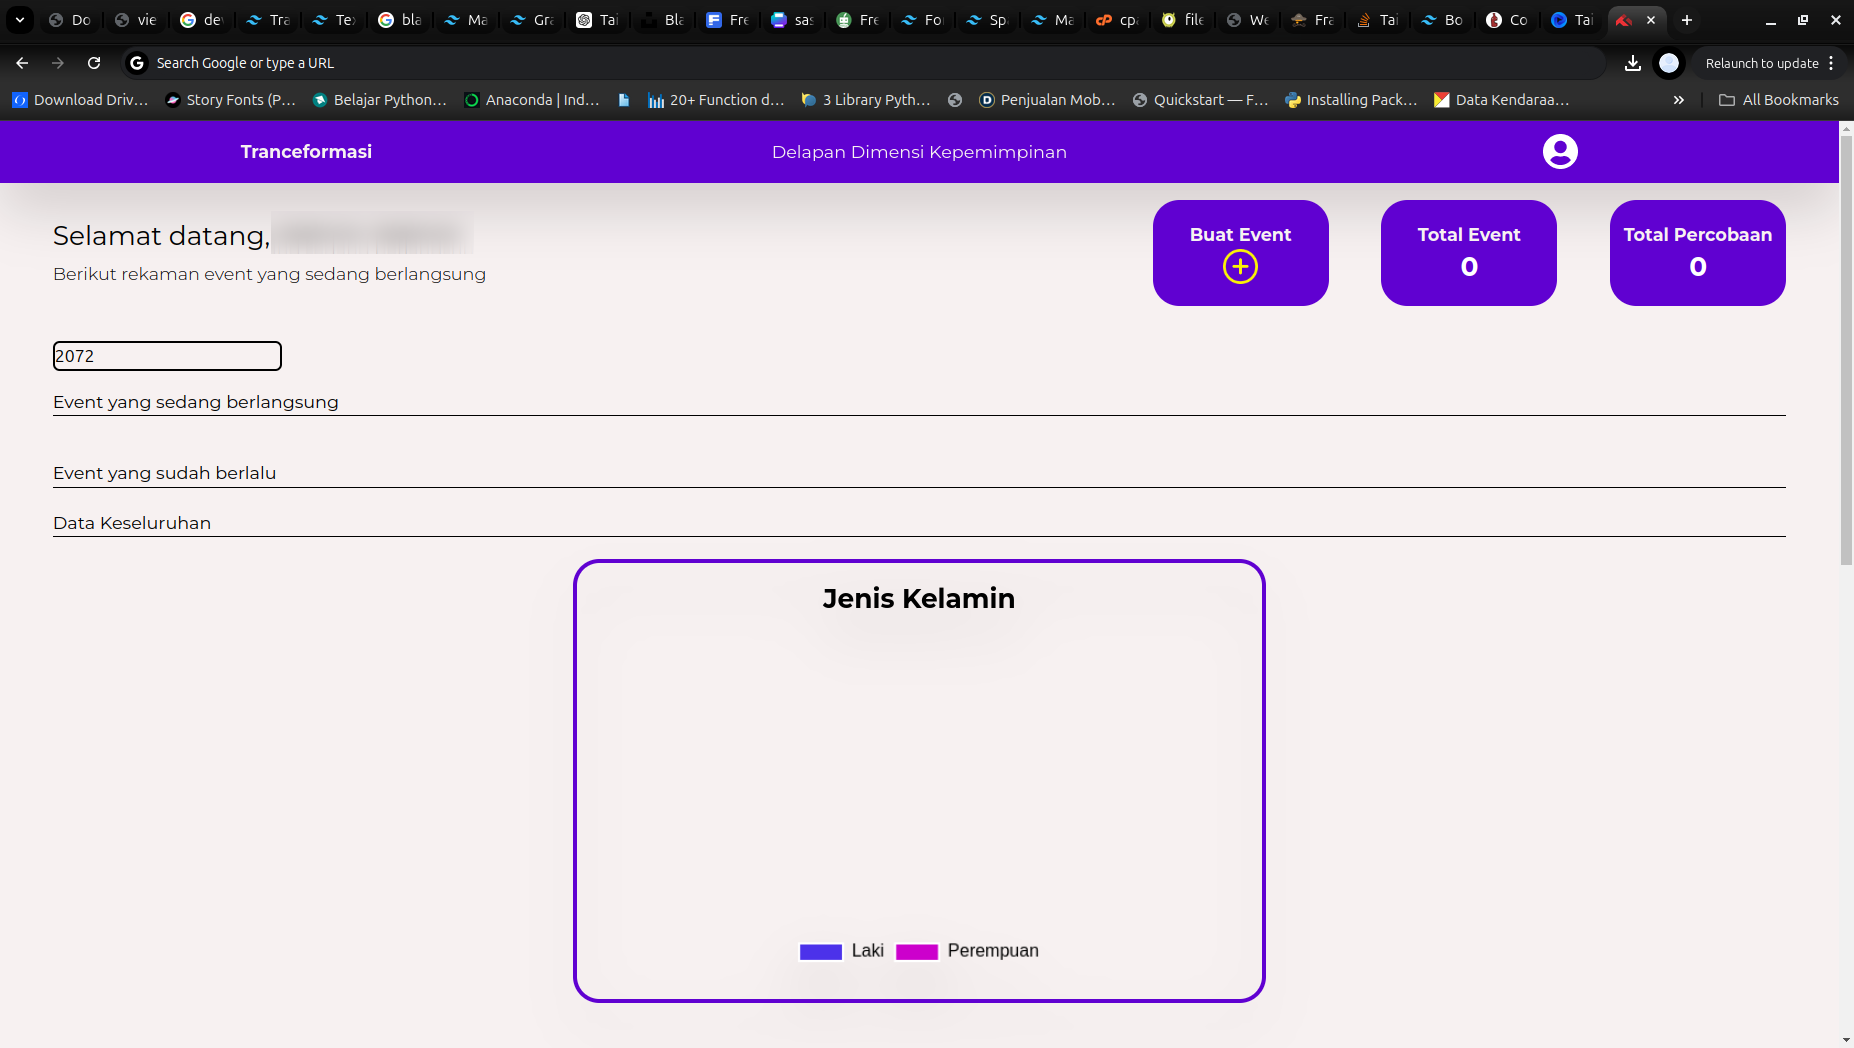 Do vie dev Tra Tex bla Ma Gra Tai Bla Fre sas Fre Fo Sp Ma cpa file We Fra Tai Bo Co Tai
Search Google or type a URL
Relaunch to update
Download Driv... Story Fonts (P... Belajar Python... Anaconda | Ind... 20+ Function d... 3 Library Pyth... Penjualan Mob... Quickstart — F... Installing Pack... Data Kendaraa... All Bookmarks
Tranceformasi
Delapan Dimensi Kepemimpinan
Selamat datang,
Berikut rekaman event yang sedang berlangsung
Buat Event
Total Event
0
Total Percobaan
0
2072
Event yang sedang berlangsung
Event yang sudah berlalu
Data Keseluruhan
Jenis Kelamin
Laki Perempuan